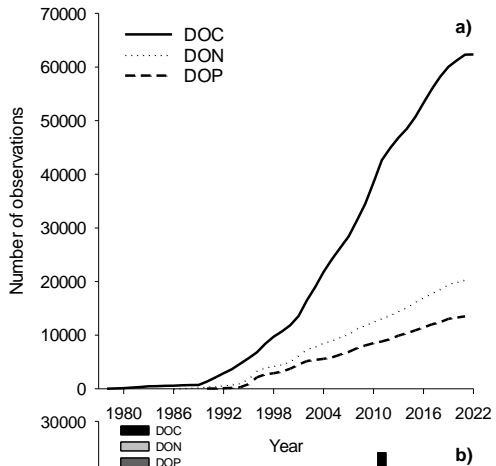 a)
70000
DOC
DON
DOP
60000
50000
40000
30000
20000
10000
0
Number of observations
1980 1986 1992 1998 2004 2010 2016 2022
Year
30000
DOC
DON
DOP
b)